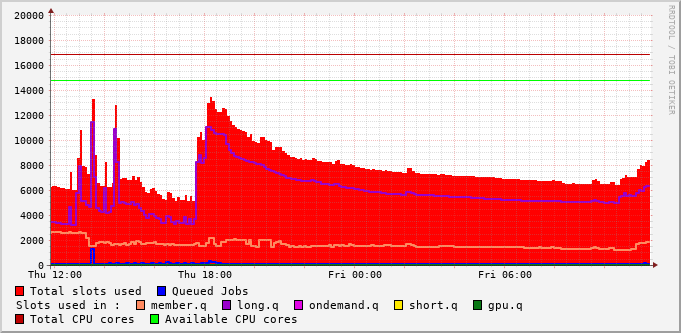 20000
18000
16000
14000
12000
10000
8000
6000
4000
2000
0
Thu 12:00 Thu 18:00 Fri 00:00 Fri 06:00
Total slots used Queued Jobs
Slots used in : member.q long.q ondemand.q short.q gpu.q
Total CPU cores Available CPU cores
RRDTOOL / TOBI OETIKER